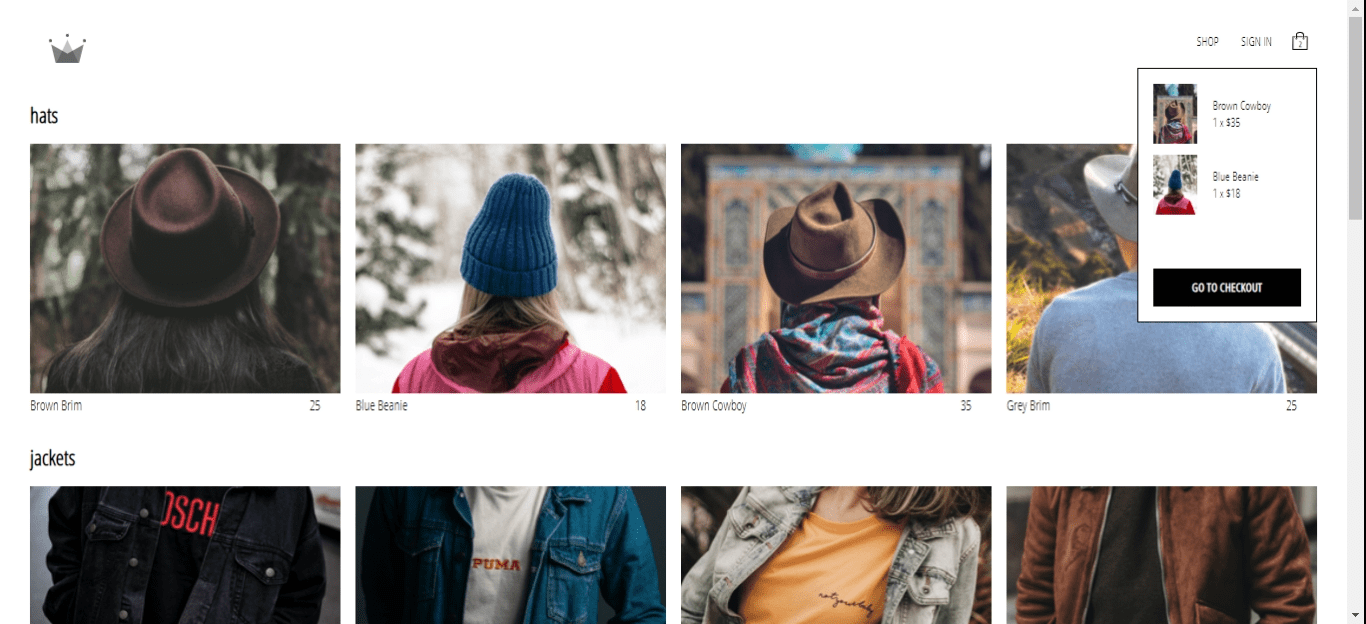 SHOP SIGN IN 2
Brown Cowboy
1 x $35
Blue Beanie
1 x $18
GO TO CHECKOUT
hats
Brown Brim 25
Blue Beanie 18
Brown Cowboy 35
Grey Brim 25
jackets
OSCH
PUMA